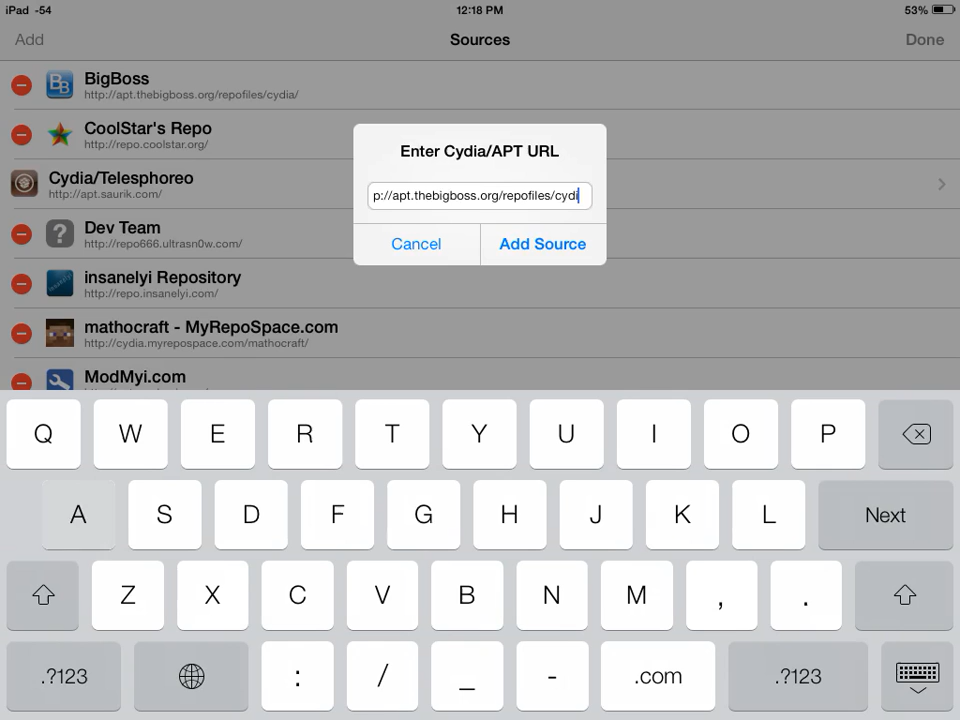 iPad -54
12:18 PM
53%
Add
Sources
Done
BigBoss
http://apt.thebigboss.org/repofiles/cydia/
CoolStar's Repo
http://repo.coolstar.org/
Cydia/Telesphoreo
http://apt.saurik.com/
Dev Team
http://repo666.ultrasn0w.com/
insanelyi Repository
http://repo.insanelyi.com/
mathocraft - MyRepoSpace.com
http://cydia.myrepospace.com/mathocraft/
ModMyi.com
Enter Cydia/APT URL
p://apt.thebigboss.org/repofiles/cydi
Cancel
Add Source
Q W E R T Y U I O P
A S D F G H J K L Next
Z X C V B N M , .
.?123 : / _ - .com .?123